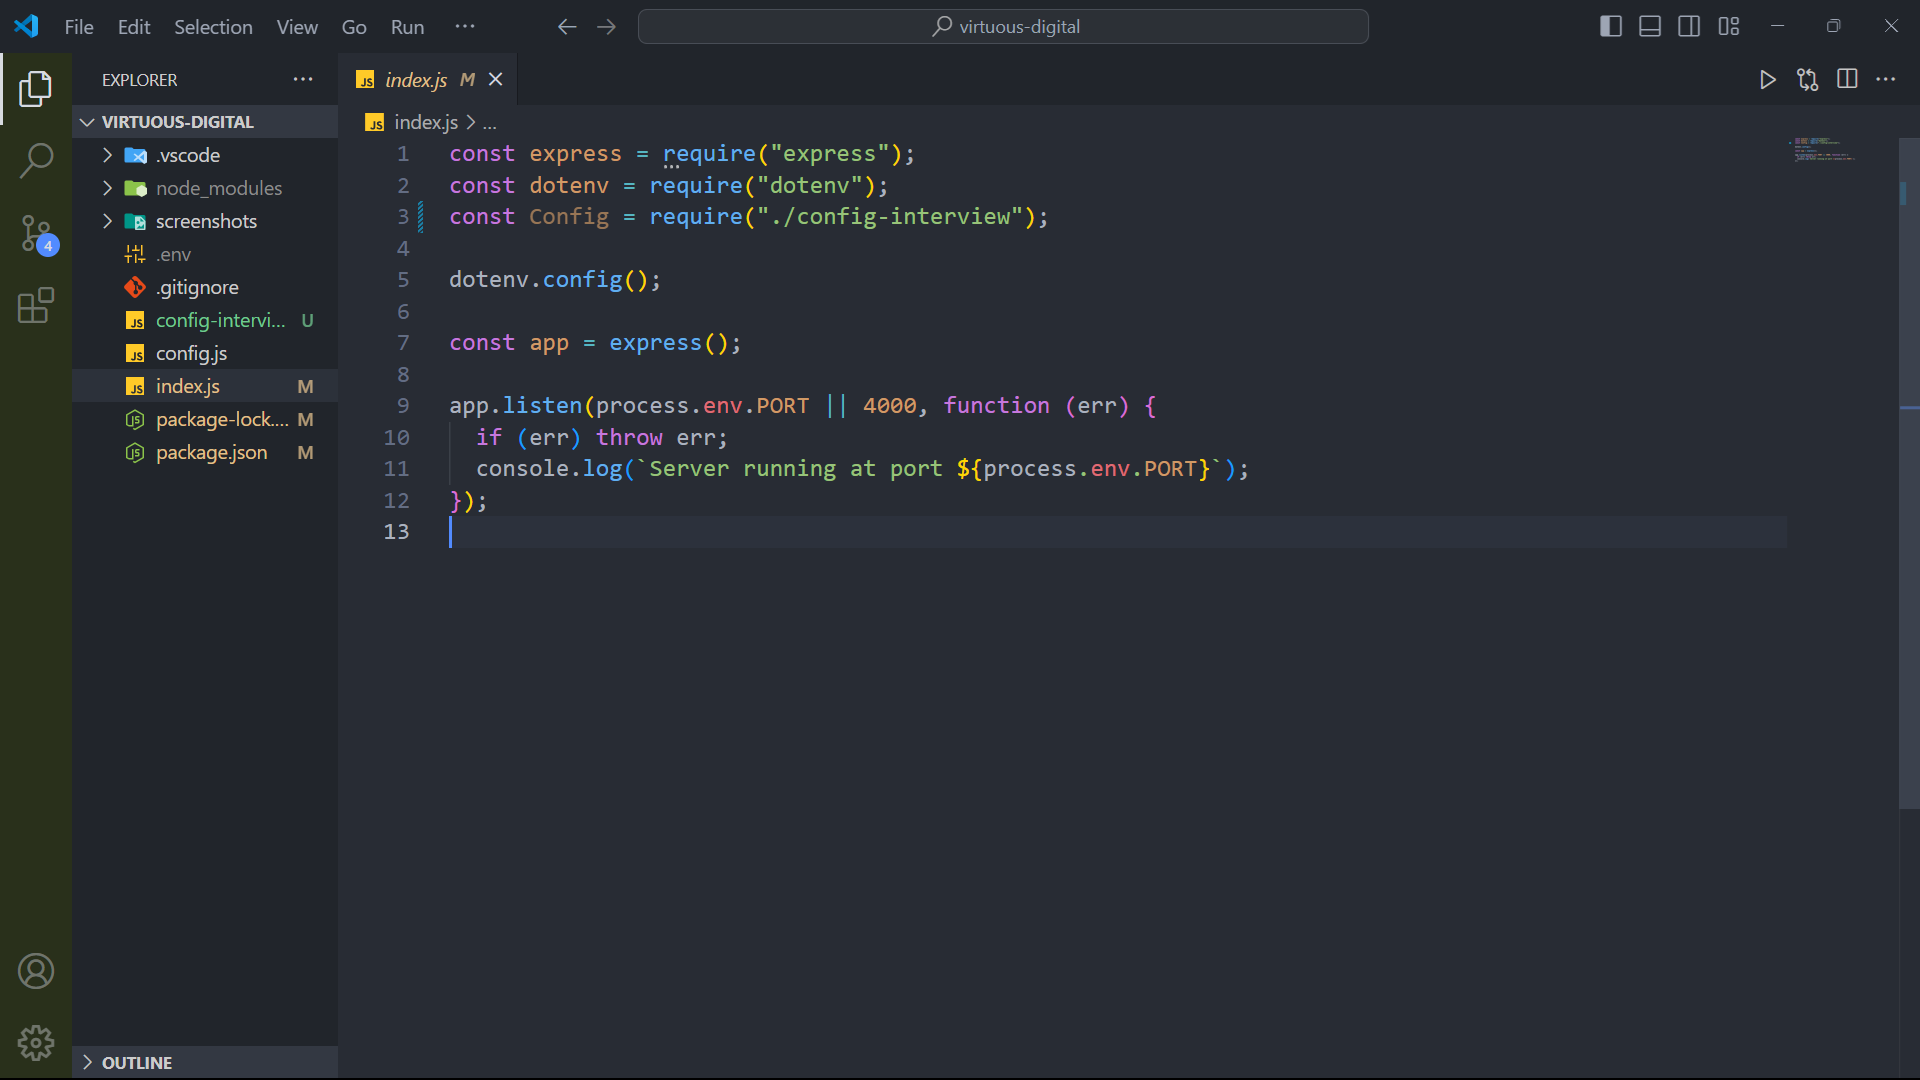 File Edit Selection View Go Run ···
virtuous-digital
EXPLORER ···
VIRTUOUS-DIGITAL
.vscode
node_modules
screenshots
.env
.gitignore
config-intervi... U
config.js
index.js M
package-lock.... M
package.json M
OUTLINE
4
index.js M
index.js > ...
1 const express = require("express");
2 const dotenv = require("dotenv");
3 const Config = require("./config-interview");
4
5 dotenv.config();
6
7 const app = express();
8
9 app.listen(process.env.PORT || 4000, function (err) {
10   if (err) throw err;
11   console.log(`Server running at port ${process.env.PORT}`);
12 });
13